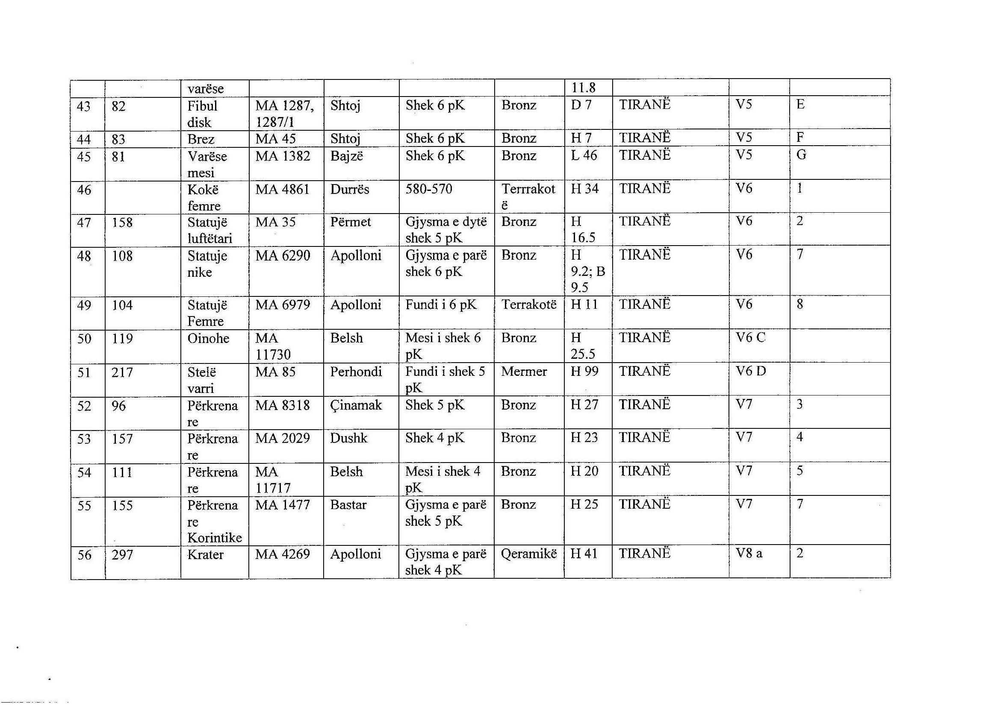 varëse 11.8
43 82 Fibul MA 1287, Shtoj Shek 6 pK Bronz D 7 TIRANË V5 E
disk 1287/1
44 83 Brez MA 45 Shtoj Shek 6 pK Bronz H 7 TIRANË V5 F
45 81 Varëse MA 1382 Bajzë Shek 6 pK Bronz L 46 TIRANË V5 G
mesi
46 Kokë MA 4861 Durrës 580-570 Terrrakot H 34 TIRANË V6 1
femre ë
47 158 Statujë MA 35 Përmet Gjysma e dytë Bronz H TIRANË V6 2
luftëtari shek 5 pK 16.5
48 108 Statuje MA 6290 Apolloni Gjysma e parë Bronz H TIRANË V6 7
nike shek 6 pK 9.2; B
9.5
49 104 Statujë MA 6979 Apolloni Fundi i 6 pK Terrakotë H 11 TIRANË V6 8
Femre
50 119 Oinohe MA Belsh Mesi i shek 6 Bronz H TIRANË V6 C
11730 pK 25.5
51 217 Stelë MA 85 Perhondi Fundi i shek 5 Mermer H 99 TIRANË V6 D
varri pK
52 96 Përkrena MA 8318 Çinamak Shek 5 pK Bronz H 27 TIRANË V7 3
re
53 157 Përkrena MA 2029 Dushk Shek 4 pK Bronz H 23 TIRANË V7 4
re
54 111 Përkrena MA Belsh Mesi i shek 4 Bronz H 20 TIRANË V7 5
re 11717 pK
55 155 Përkrena MA 1477 Bastar Gjysma e parë Bronz H 25 TIRANË V7 7
re shek 5 pK
Korintike
56 297 Krater MA 4269 Apolloni Gjysma e parë Qeramikë H 41 TIRANË V8 a 2
shek 4 pK